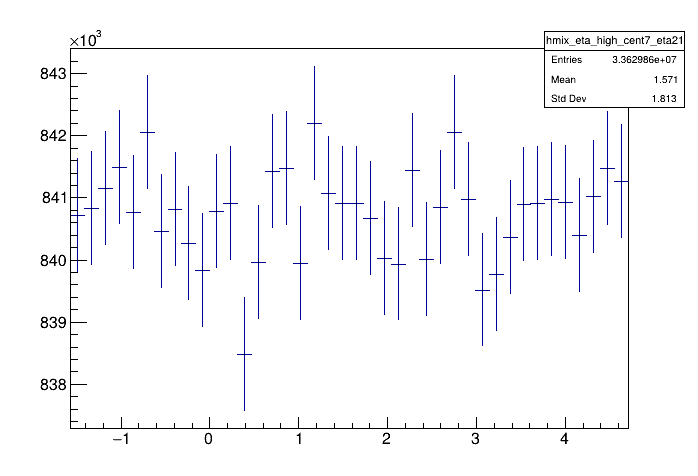 ×10³
hmix_eta_high_cent7_eta21
Entries 3.362986e+07
Mean 1.571
Std Dev 1.813
843
842
841
840
839
838
−1 0 1 2 3 4